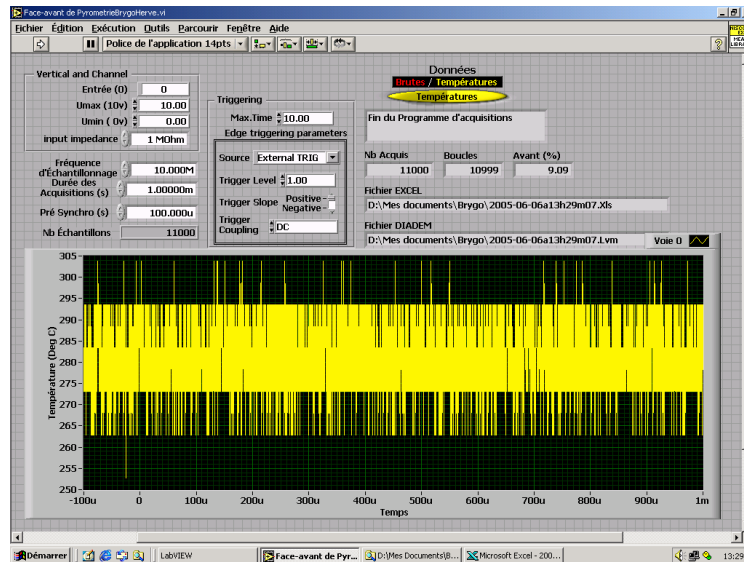 Face-avant de PyrometrieBrygoHerve.vi
Fichier Édition Exécution Outils Parcourir Fenêtre Aide
Police de l'application 14pts
Vertical and Channel
Entrée (0) 0
Umax (10v) 10.00
Umin ( 0v) 0.00
input impedance 1 MOhm
Fréquence
d'Échantillonnage 10.000M
Durée des
Acquisitions (s) 1.00000m
Pré Synchro (s) 100.000u
Nb Échantillons 11000
Triggering
Max.Time 10.00
Edge triggering parameters
Source External TRIG
Trigger Level 1.00
Trigger Slope Positive -
Negative -
Trigger
Coupling DC
Données
Brutes / Températures
Températures
Fin du Programme d'acquisitions
Nb Acquis Boucles Avant (%)
11000 10999 9.09
Fichier EXCEL
D:\Mes documents\Brygo\2005-06-06a13h29m07.Xls
Fichier DIADEM
D:\Mes documents\Brygo\2005-06-06a13h29m07.Lvm
Voie 0
Température (Deg C)
305
300
295
290
285
280
275
270
265
260
255
250
-100u 0 100u 200u 300u 400u 500u 600u 700u 800u 900u 1m
Temps
Démarrer LabVIEW Face-avant de Pyr... D:\Mes Documents\B... Microsoft Excel - 200... 13:29